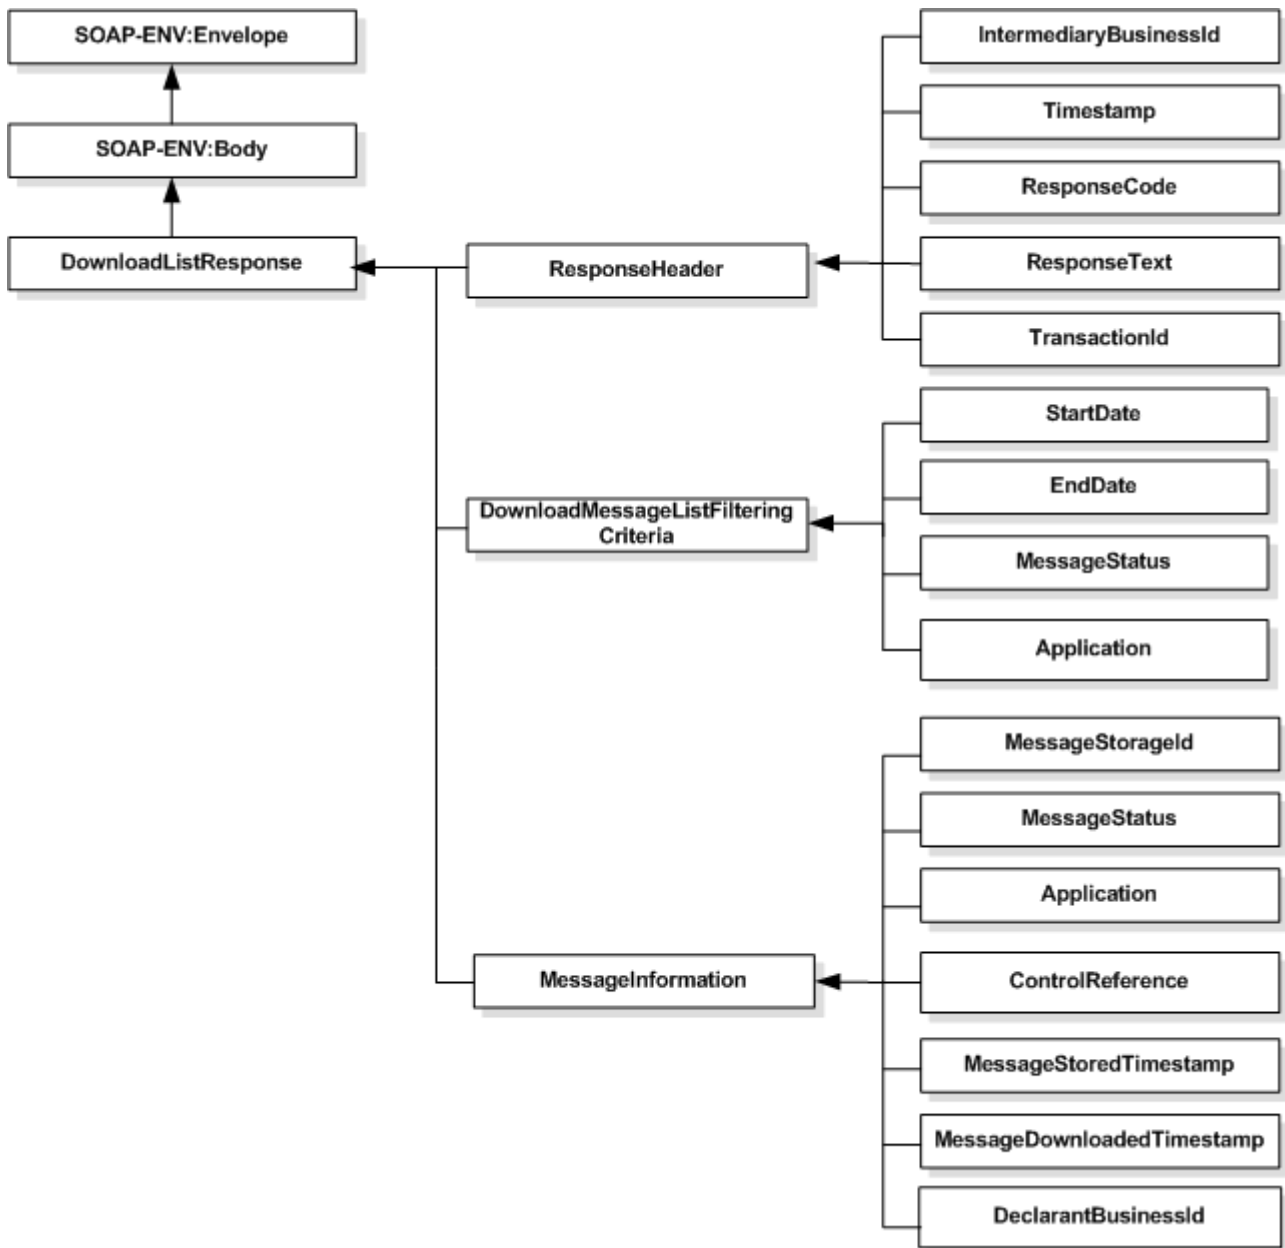 SOAP-ENV:Envelope
SOAP-ENV:Body
DownloadListResponse
ResponseHeader
IntermediaryBusinessId
Timestamp
ResponseCode
ResponseText
TransactionId
DownloadMessageListFiltering
Criteria
StartDate
EndDate
MessageStatus
Application
MessageInformation
MessageStorageId
MessageStatus
Application
ControlReference
MessageStoredTimestamp
MessageDownloadedTimestamp
DeclarantBusinessId